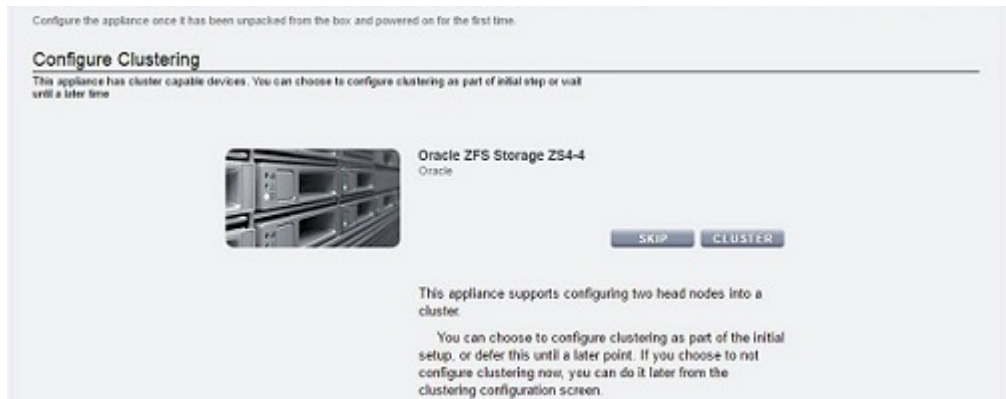 Configure the appliance once it has been unpacked from the box and powered on for the first time.
Configure Clustering
This appliance has cluster capable devices. You can choose to configure clustering as part of initial step or wait
until a later time
Oracle ZFS Storage ZS4-4
Oracle
SKIP CLUSTER
This appliance supports configuring two head nodes into a
cluster.
You can choose to configure clustering as part of the initial
setup, or defer this until a later point. If you choose to not
configure clustering now, you can do it later from the
clustering configuration screen.